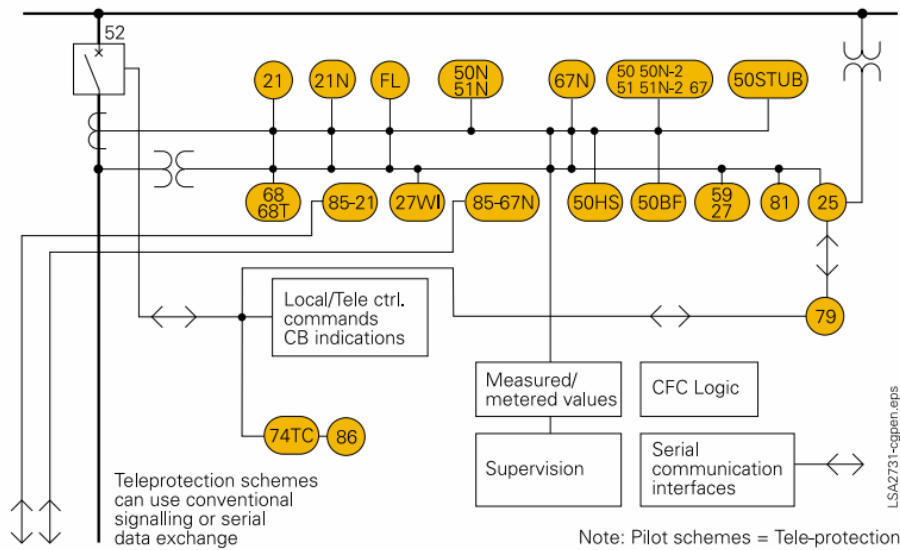 52
21
21N
FL
50N
51N
67N
50 50N-2
51 51N-2 67
50STUB
68
68T
85-21
27WI
85-67N
50HS
50BF
59
27
81
25
Local/Tele ctrl.
commands
CB indications
79
Measured/
metered values
CFC Logic
74TC
86
Supervision
Serial
communication
interfaces
Teleprotection schemes
can use conventional
signalling or serial
data exchange
LSA2731-cgpen.eps
Note: Pilot schemes = Tele-protection